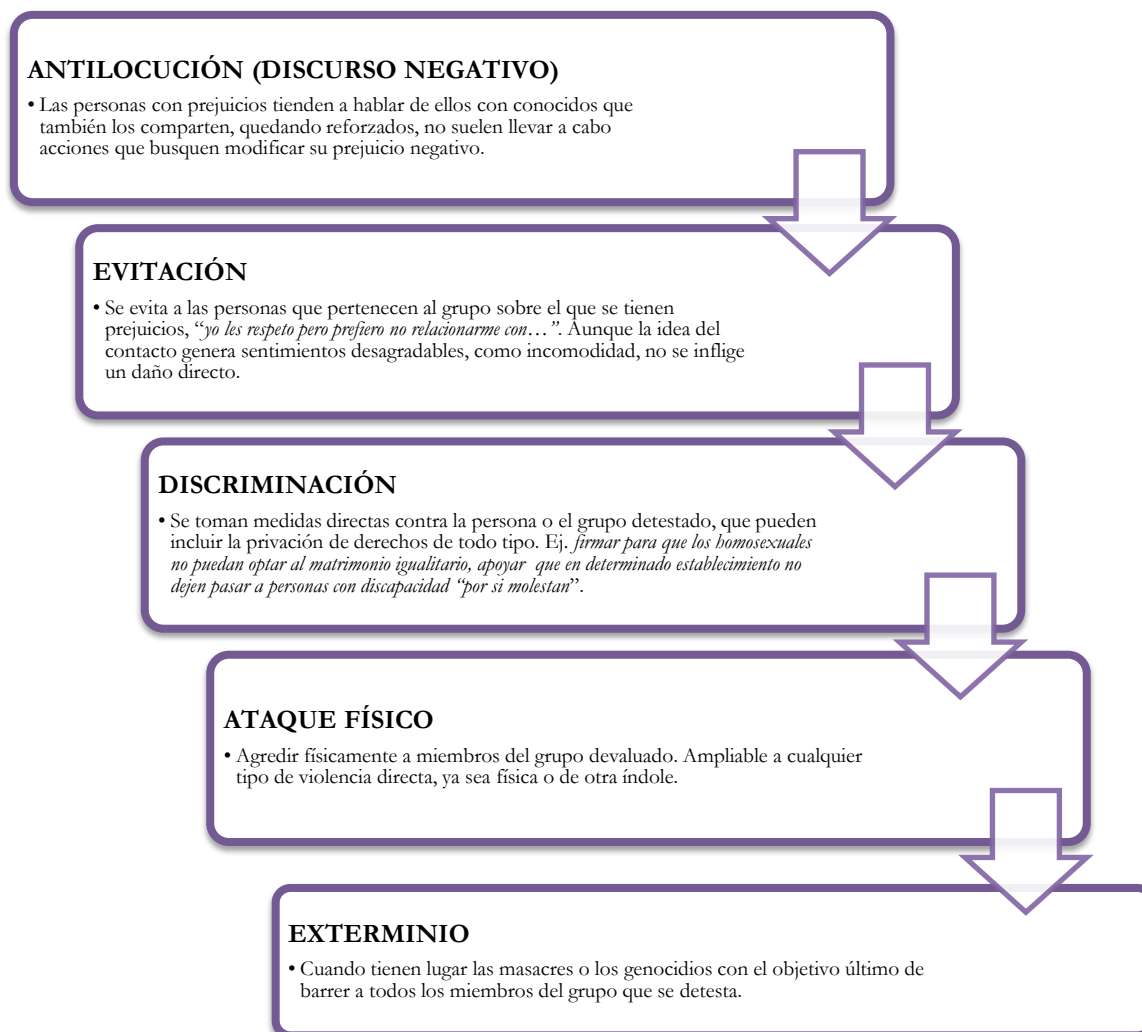 ANTILOCUCIÓN (DISCURSO NEGATIVO)
• Las personas con prejuicios tienden a hablar de ellos con conocidos que
también los comparten, quedando reforzados, no suelen llevar a cabo
acciones que busquen modificar su prejuicio negativo.
EVITACIÓN
• Se evita a las personas que pertenecen al grupo sobre el que se tienen
prejuicios, “yo les respeto pero prefiero no relacionarme con…”. Aunque la idea del
contacto genera sentimientos desagradables, como incomodidad, no se inflige
un daño directo.
DISCRIMINACIÓN
• Se toman medidas directas contra la persona o el grupo detestado, que pueden
incluir la privación de derechos de todo tipo. Ej. firmar para que los homosexuales
no puedan optar al matrimonio igualitario, apoyar que en determinado establecimiento no
dejen pasar a personas con discapacidad “por si molestan”.
ATAQUE FÍSICO
• Agredir físicamente a miembros del grupo devaluado. Ampliable a cualquier
tipo de violencia directa, ya sea física o de otra índole.
EXTERMINIO
• Cuando tienen lugar las masacres o los genocidios con el objetivo último de
barrer a todos los miembros del grupo que se detesta.